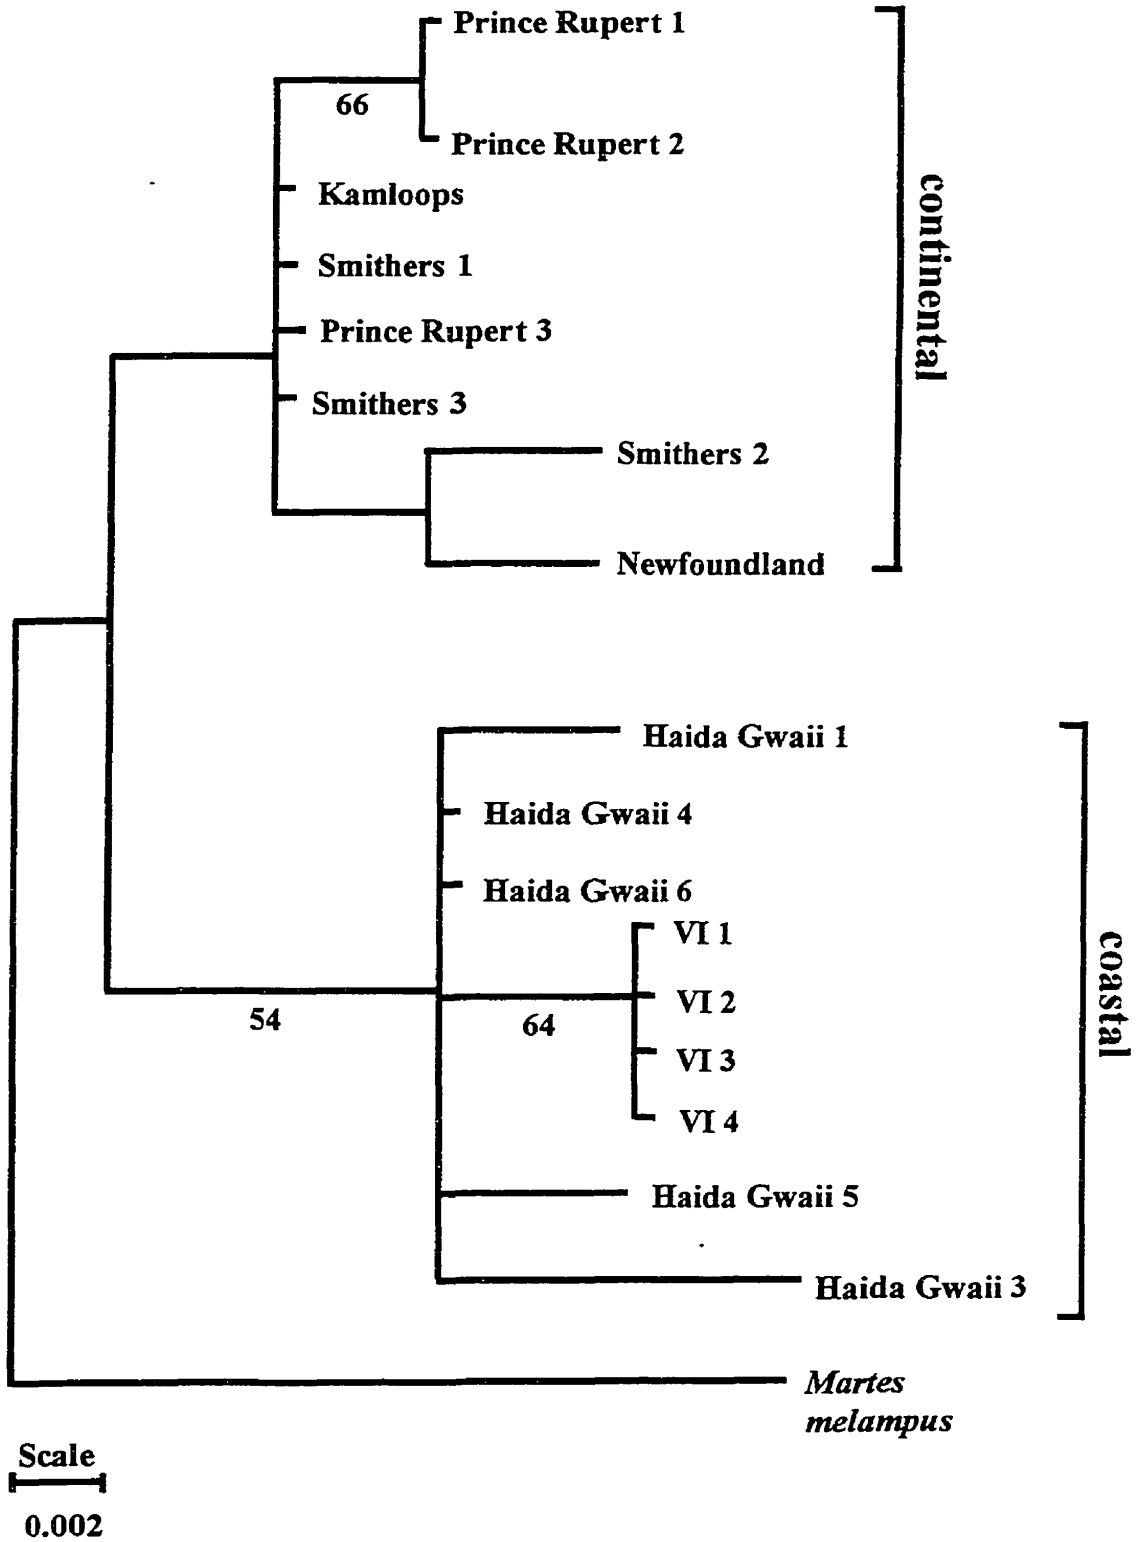 Prince Rupert 1
66
Prince Rupert 2
Kamloops
Smithers 1
Prince Rupert 3
Smithers 3
Smithers 2
Newfoundland
continental
Haida Gwaii 1
Haida Gwaii 4
Haida Gwaii 6
VI 1
VI 2
54
64
VI 3
VI 4
Haida Gwaii 5
Haida Gwaii 3
coastal
Martes
melampus
Scale
0.002